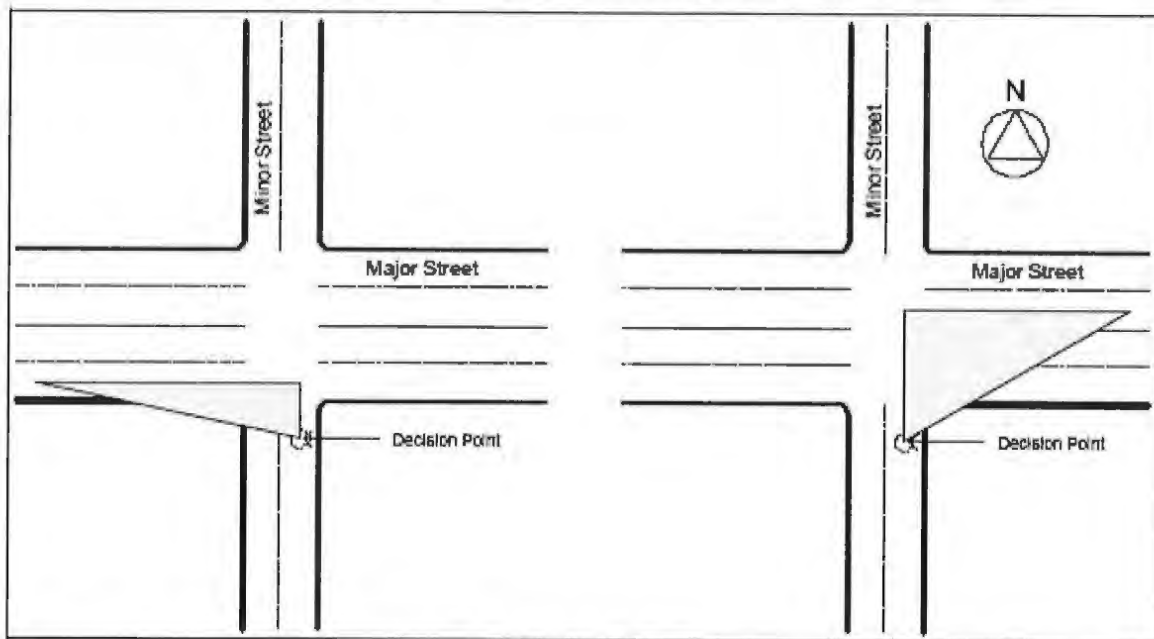 N
Minor Street
Minor Street
Major Street
Major Street
Decision Point
Decision Point